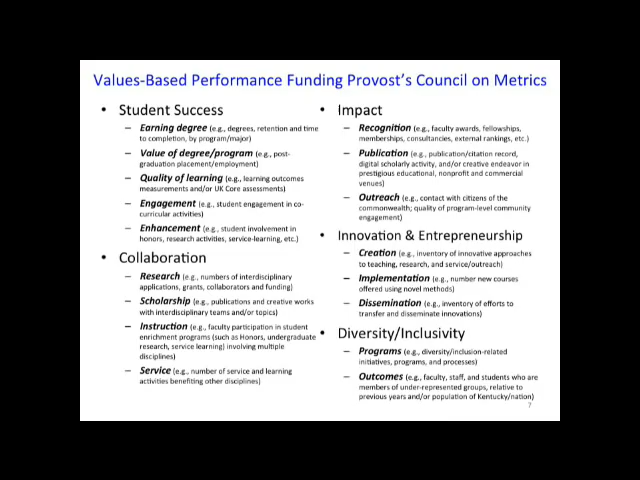 Values-Based Performance Funding Provost's Council on Metrics
• Student Success
– Earning degree (e.g., degrees, retention and time
to completion, by program/major)
– Value of degree/program (e.g., post-
graduation placement/employment)
– Quality of learning (e.g., learning outcomes
measurements and/or UK Core assessments)
– Engagement (e.g., student engagement in co-
curricular activities)
– Enhancement (e.g., student involvement in
honors, research activities, service-learning, etc.)
• Collaboration
– Research (e.g., numbers of interdisciplinary
applications, grants, collaborators and funding)
– Scholarship (e.g., publications and creative works
with interdisciplinary teams and/or topics)
– Instruction (e.g., faculty participation in student
enrichment programs (such as Honors, undergraduate
research, service learning) involving multiple
disciplines)
– Service (e.g., number of service and learning
activities benefiting other disciplines)
• Impact
– Recognition (e.g., faculty awards, fellowships,
memberships, consultancies, external rankings, etc.)
– Publication (e.g., publication/citation record,
digital scholarly activity, and/or creative endeavor in
prestigious educational, nonprofit and commercial
venues)
– Outreach (e.g., contact with citizens of the
commonwealth; quality of program-level community
engagement)
• Innovation & Entrepreneurship
– Creation (e.g., inventory of innovative approaches
to teaching, research, and service/outreach)
– Implementation (e.g., number new courses
offered using novel methods)
– Dissemination (e.g., inventory of efforts to
transfer and disseminate innovations)
• Diversity/Inclusivity
– Programs (e.g., diversity/inclusion-related
initiatives, programs, and processes)
– Outcomes (e.g., faculty, staff, and students who are
members of under-represented groups, relative to
previous years and/or population of Kentucky/nation)
7